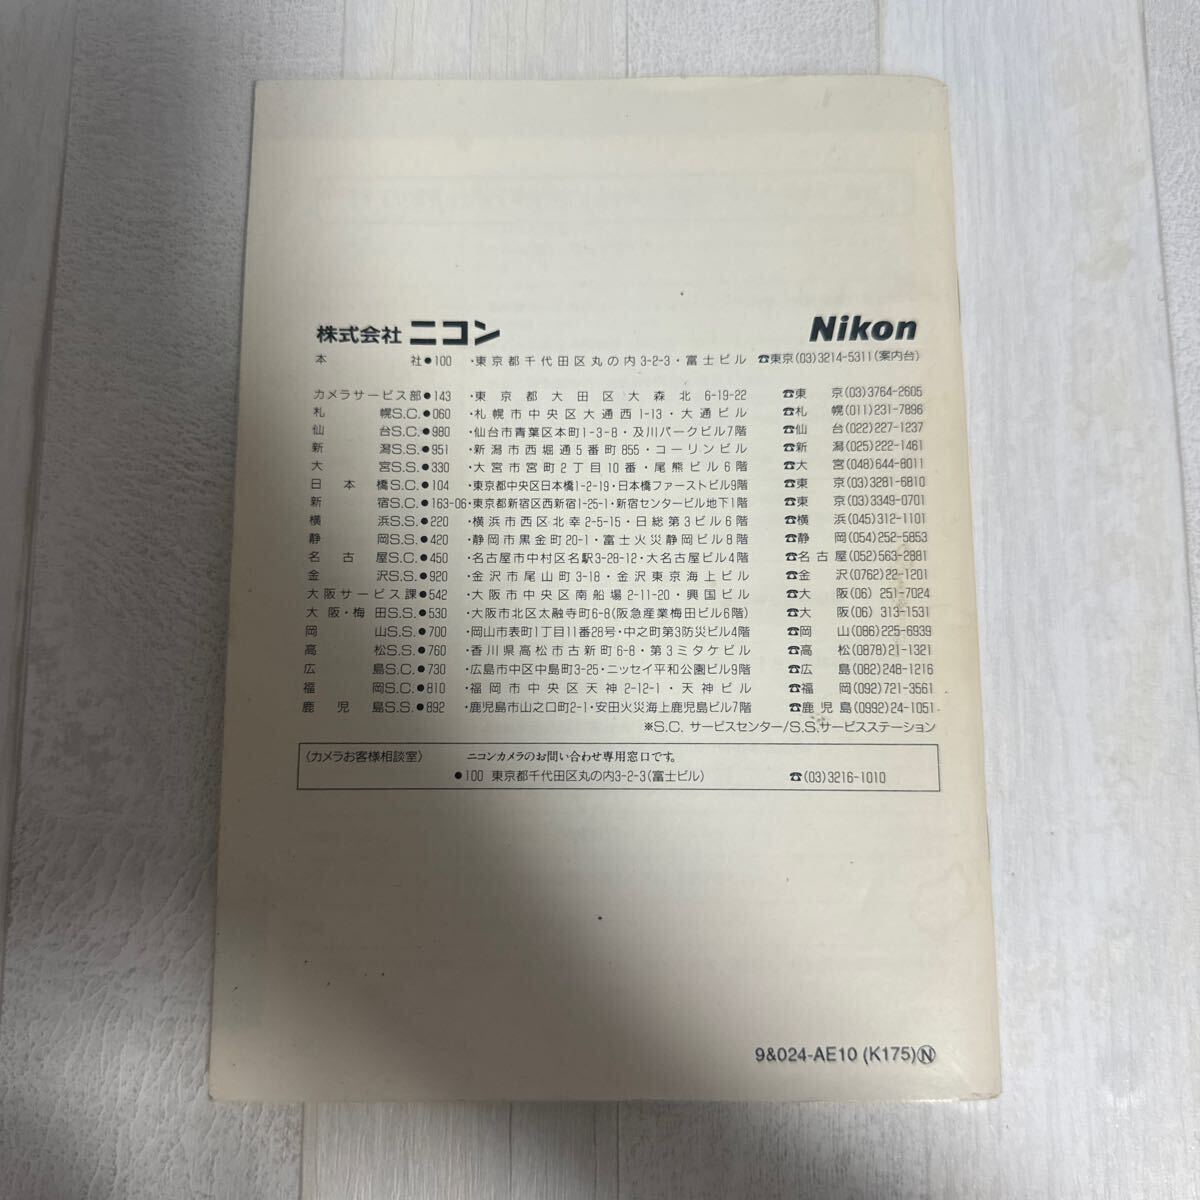 株式会社 ニコン Nikon
本社●100・東京都千代田区丸の内3-2-3・富士ビル ☎東京(03)3214-5311(案内台)
カメラサービス部●143・東京都大田区大森北6-19-22 ☎東京(03)3764-2605
札幌S.C.●060・札幌市中央区大通西1-13・大通ビル ☎札幌(011)231-7896
仙台S.C.●980・仙台市青葉区本町1-3-8・及川パークビル7階 ☎仙台(022)227-1237
新潟S.S.●951・新潟市西堀通5番町855・コーリンビル ☎新潟(025)222-1461
大宮S.S.●330・大宮市宮町2丁目10番・尾熊ビル6階 ☎大宮(048)644-8011
日本橋S.C.●104・東京都中央区日本橋1-2-19・日本橋ファーストビル9階 ☎東京(03)3281-6810
新宿S.C.●163-06・東京都新宿区西新宿1-25-1・新宿センタービル地下1階 ☎東京(03)3349-0701
横浜S.S.●220・横浜市西区北幸2-5-15・日総第3ビル6階 ☎横浜(045)312-1101
静岡S.S.●420・静岡市黒金町20-1・富士火災静岡ビル8階 ☎静岡(054)252-5853
名古屋S.C.●450・名古屋市中村区名駅3-28-12・大名古屋ビル4階 ☎名古屋(052)563-2881
金沢S.S.●920・金沢市尾山町3-18・金沢東京海上ビル ☎金沢(0762)22-1201
大阪サービス課●542・大阪市中央区南船場2-11-20・興国ビル ☎大阪(06)251-7024
大阪・梅田S.S.●530・大阪市北区太融寺町6-8(阪急産業梅田ビル6階) ☎大阪(06)313-1531
岡山S.S.●700・岡山市表町1丁目11番28号・中之町第3防災ビル4階 ☎岡山(086)225-6939
高松S.S.●760・香川県高松市古新町6-8・第3ミタケビル ☎高松(0878)21-1321
広島S.C.●730・広島市中区中島町3-25・ニッセイ平和公園ビル9階 ☎広島(082)248-1216
福岡S.C.●810・福岡市中央区天神2-12-1・天神ビル ☎福岡(092)721-3561
鹿児島S.S.●892・鹿児島市山之口町2-1・安田火災海上鹿児島ビル7階 ☎鹿児島(0992)24-1051
※S.C. サービスセンター/S.S.サービスステーション
〈カメラお客様相談室〉 ニコンカメラのお問い合わせ専用窓口です。
●100 東京都千代田区丸の内3-2-3(富士ビル) ☎(03)3216-1010
9&024-AE10 (K175)Ⓝ